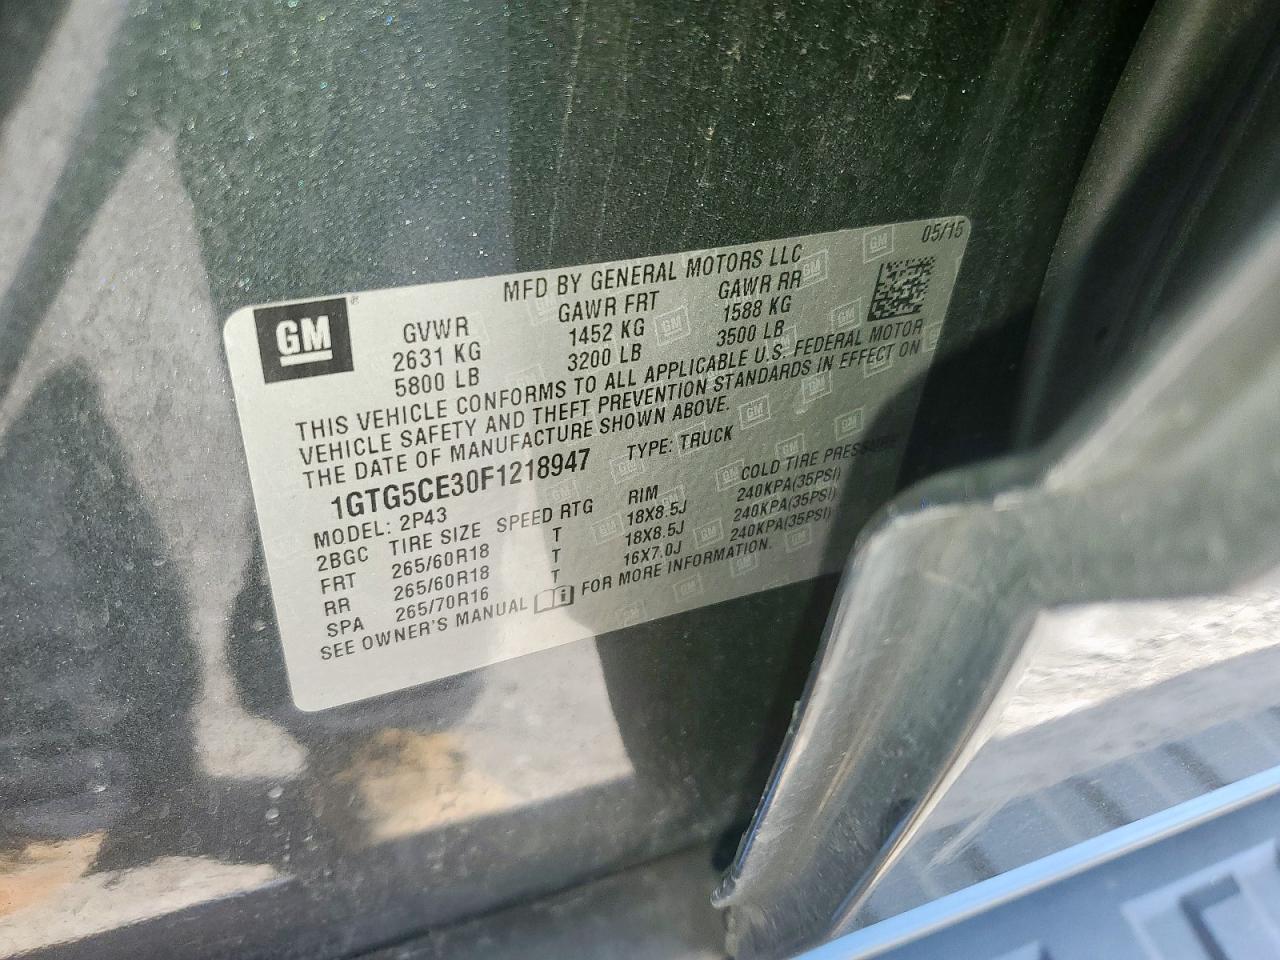 GM
MFD BY GENERAL MOTORS LLC 05/15
GVWR GAWR FRT GAWR RR
2631 KG 1452 KG 1588 KG
5800 LB 3200 LB 3500 LB
THIS VEHICLE CONFORMS TO ALL APPLICABLE U.S. FEDERAL MOTOR
VEHICLE SAFETY AND THEFT PREVENTION STANDARDS IN EFFECT ON
THE DATE OF MANUFACTURE SHOWN ABOVE.
1GTG5CE30F1218947 TYPE: TRUCK
MODEL: 2P43
2BGC TIRE SIZE SPEED RTG RIM COLD TIRE PRESSURE
FRT 265/60R18 T 18X8.5J 240KPA(35PSI)
RR 265/60R18 T 18X8.5J 240KPA(35PSI)
SPA 265/70R16 T 16X7.0J 240KPA(35PSI)
SEE OWNER'S MANUAL FOR MORE INFORMATION.